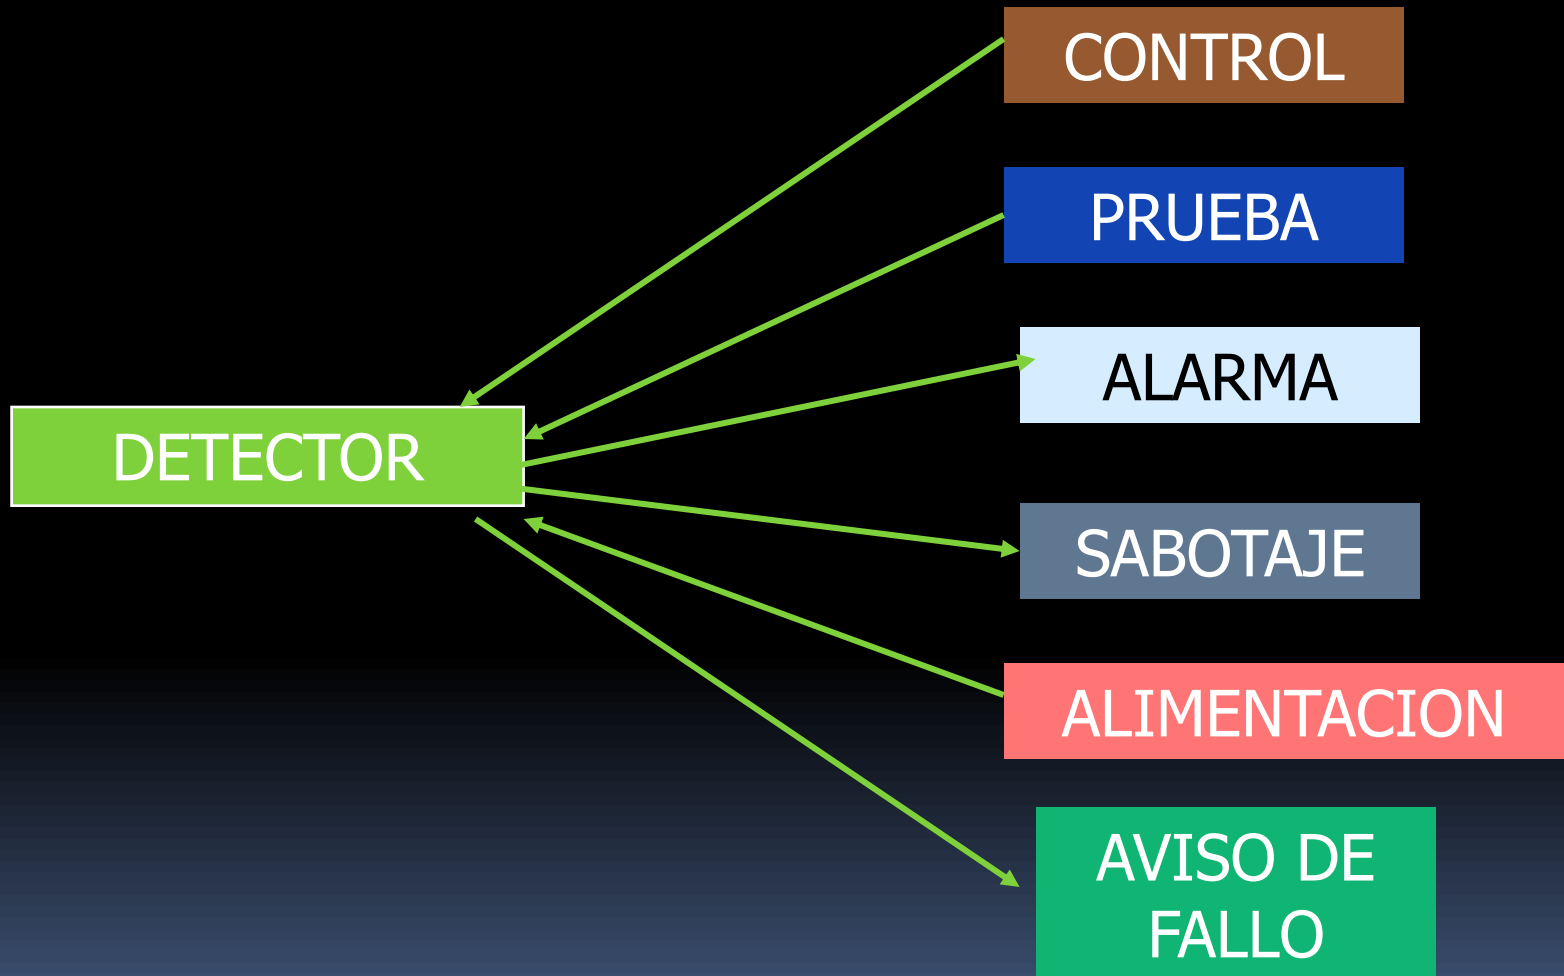 CONTROL
PRUEBA
ALARMA
DETECTOR
SABOTAJE
ALIMENTACION
AVISO DE
FALLO